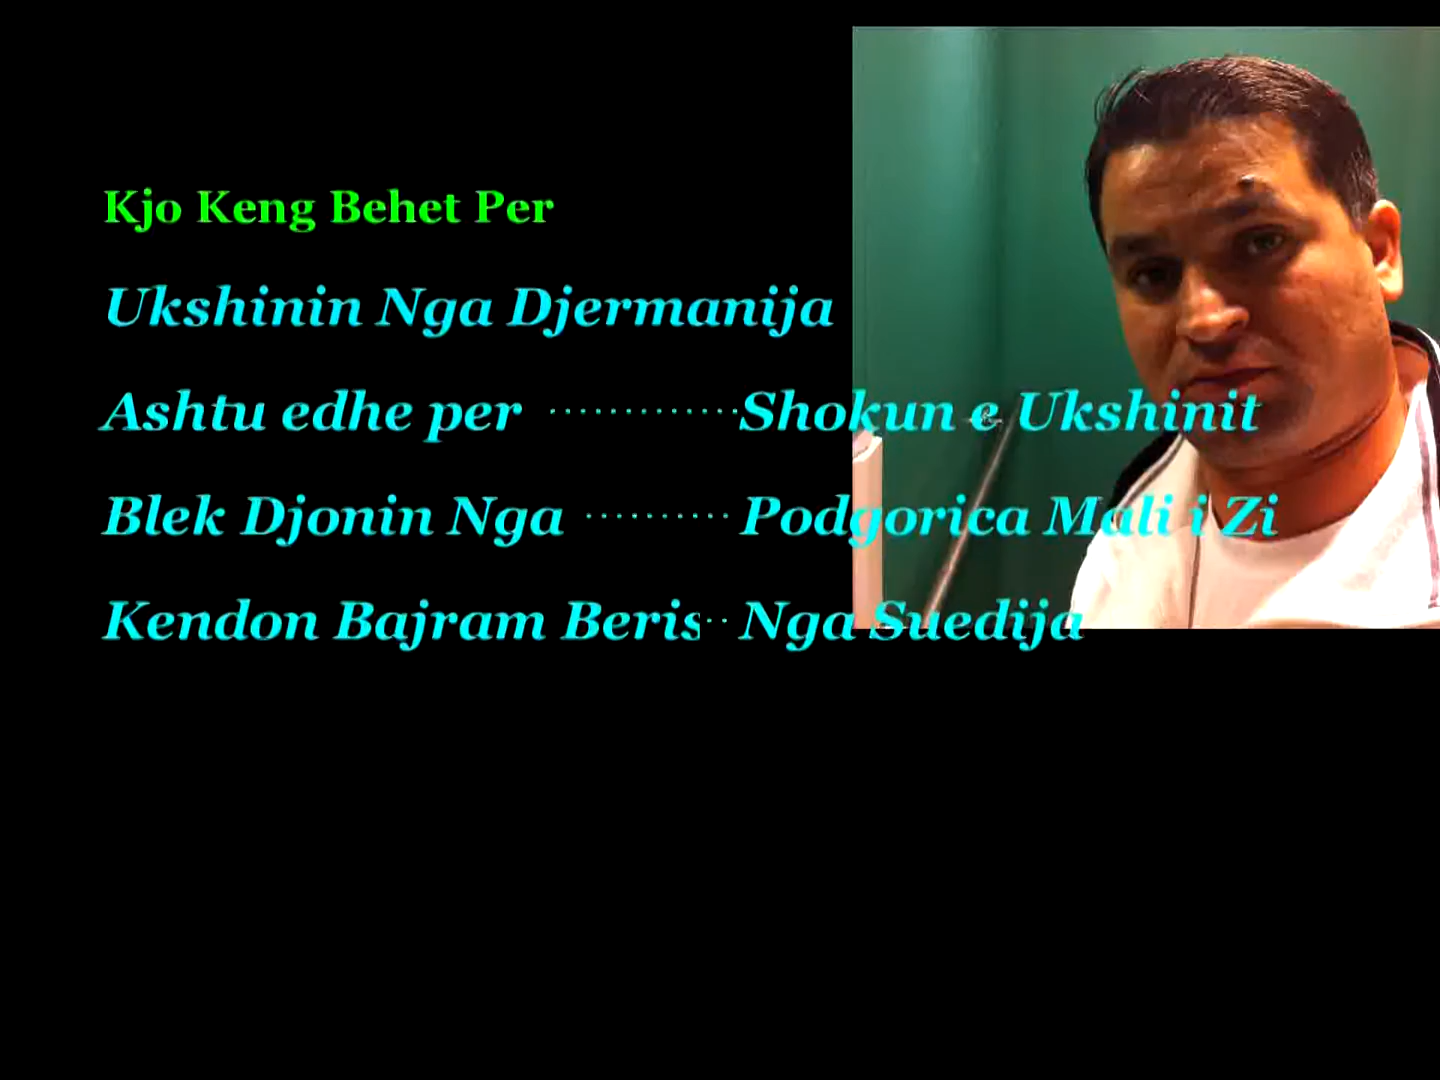 Kjo Keng Behet Per
Ukshinin Nga Djermanija
Ashtu edhe per ............. Shokun e Ukshinit
Blek Djonin Nga .......... Podgorica Mali i Zi
Kendon Bajram Beris .. Nga Suedija